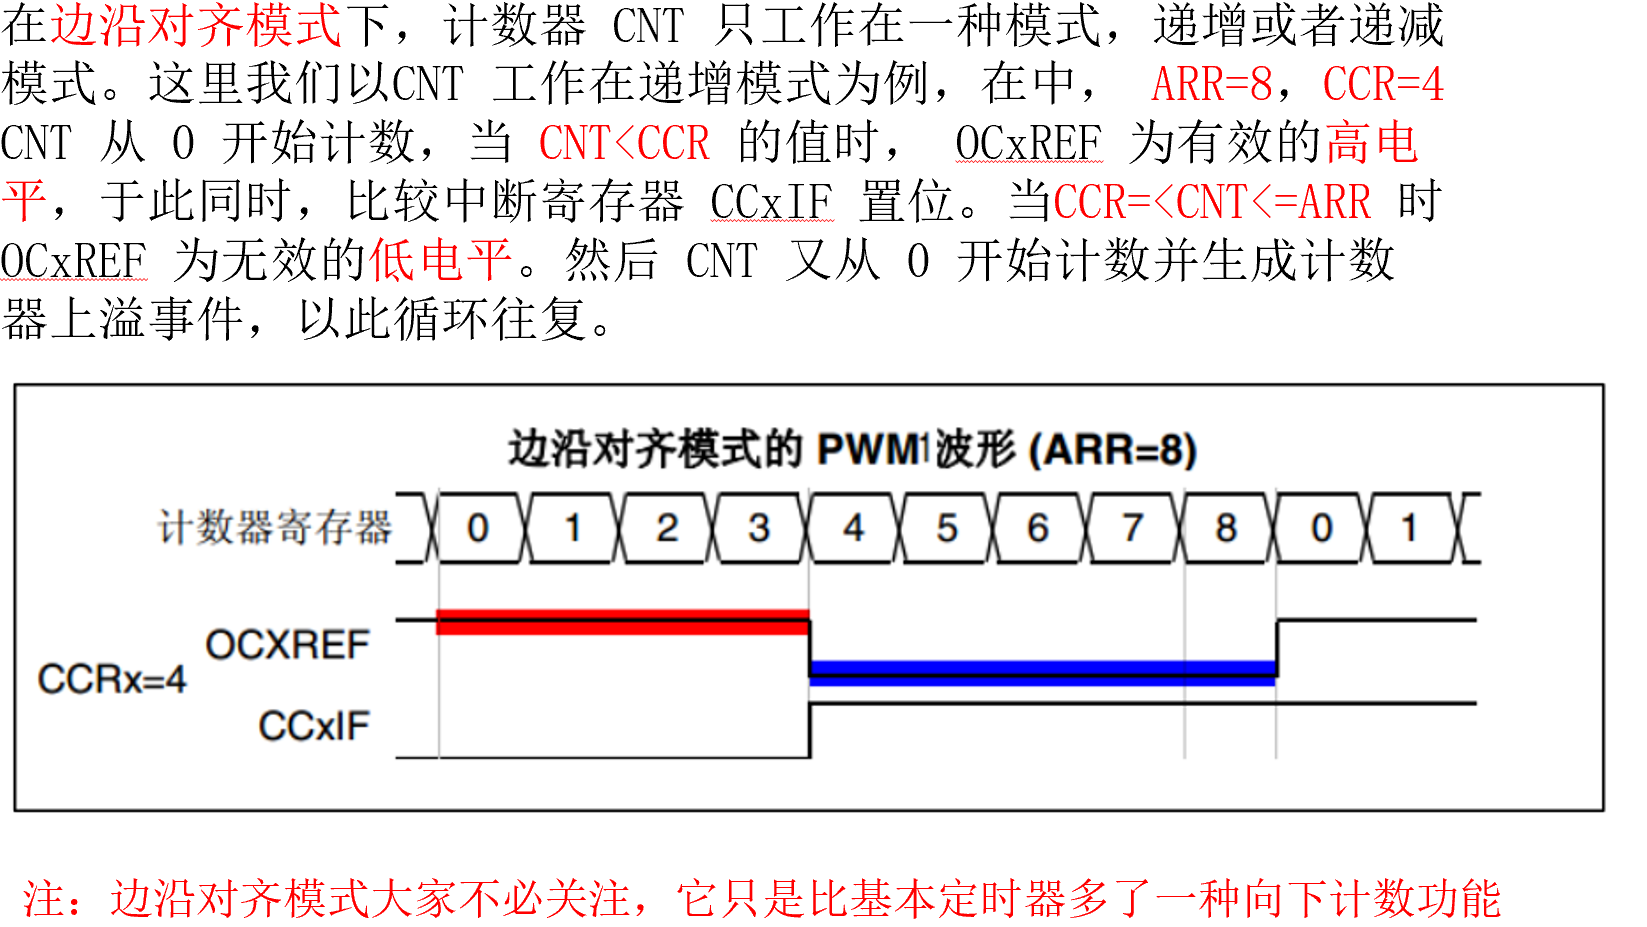 在边沿对齐模式下，计数器 CNT 只工作在一种模式，递增或者递减
模式。这里我们以CNT 工作在递增模式为例，在中， ARR=8，CCR=4
CNT 从 0 开始计数，当 CNT<CCR 的值时， OCxREF 为有效的高电
平，于此同时，比较中断寄存器 CCxIF 置位。当CCR=<CNT<=ARR 时
OCxREF 为无效的低电平。然后 CNT 又从 0 开始计数并生成计数
器上溢事件，以此循环往复。
边沿对齐模式的 PWM1波形 (ARR=8)
计数器寄存器 0 1 2 3 4 5 6 7 8 0 1
OCXREF
CCRx=4
CCxIF
注：边沿对齐模式大家不必关注，它只是比基本定时器多了一种向下计数功能